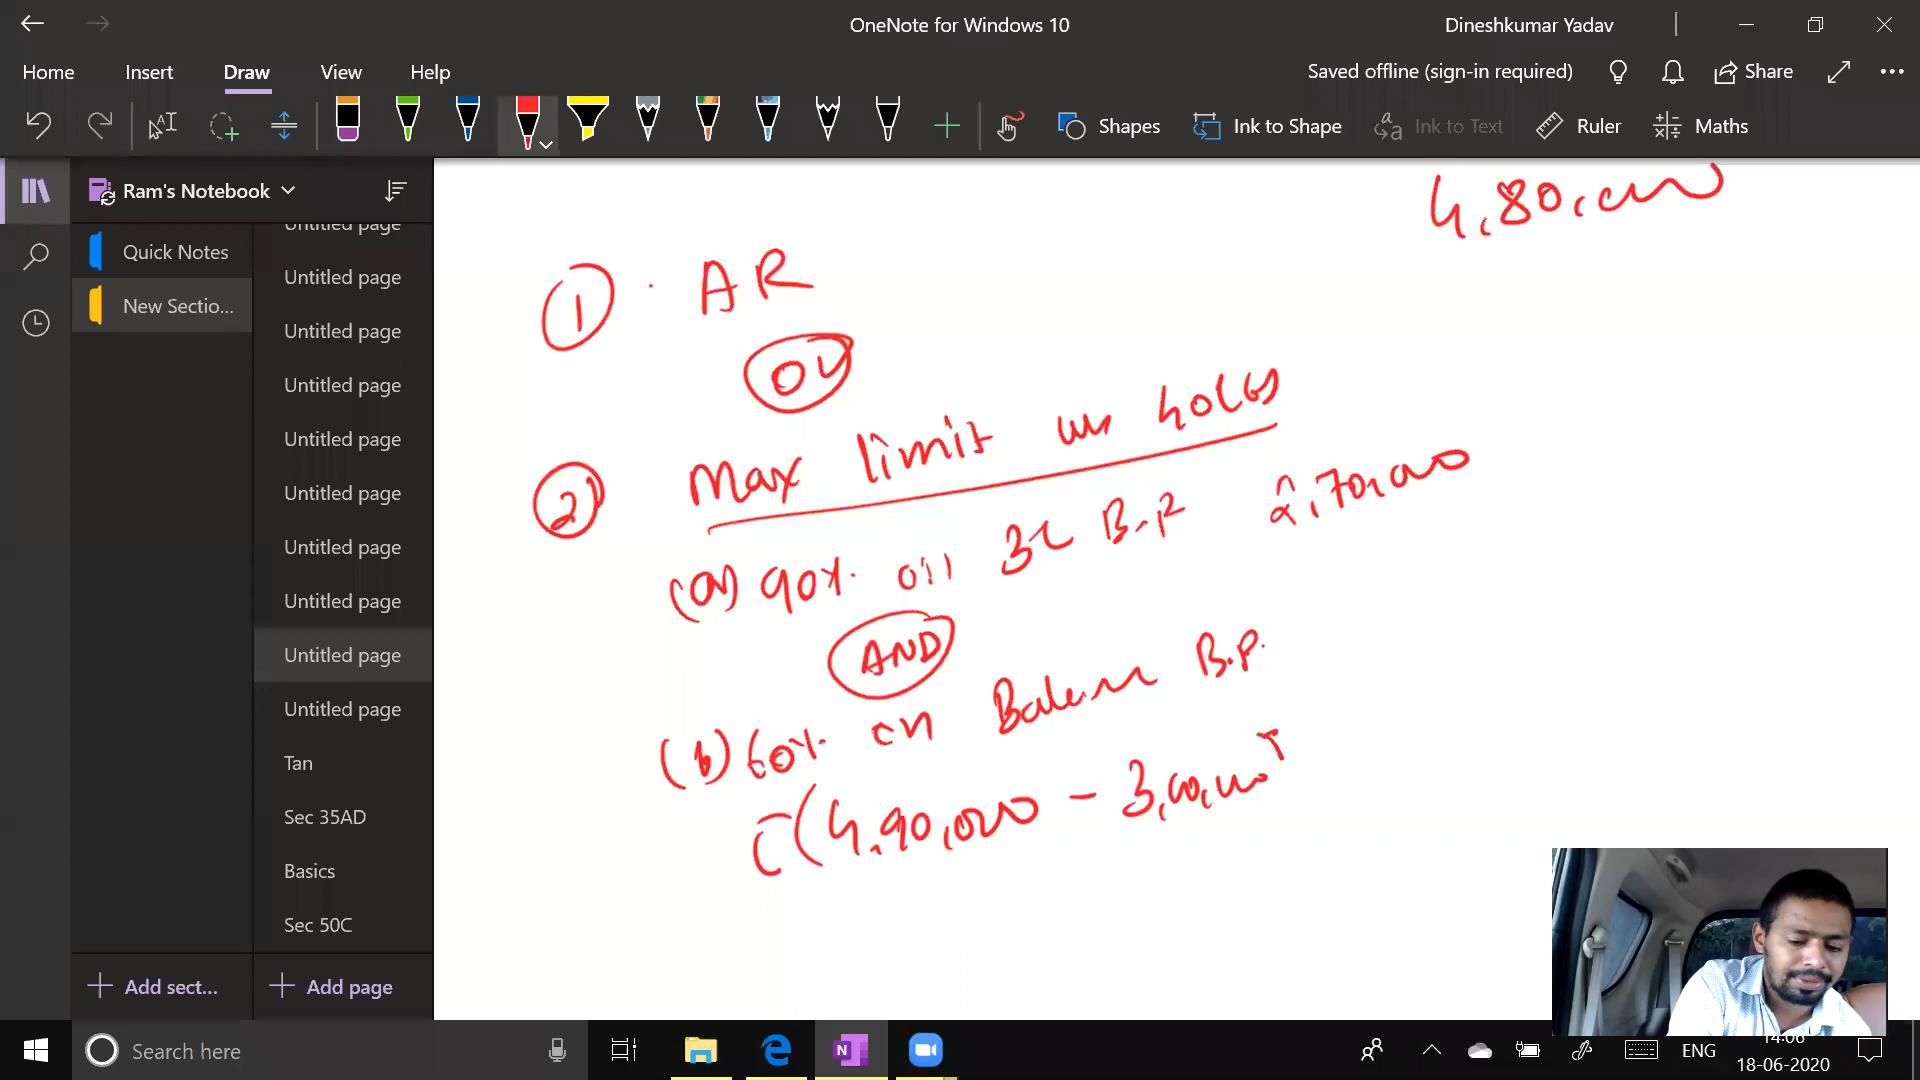 OneNote for Windows 10
Dineshkumar Yadav
Home Insert Draw View Help
Saved offline (sign-in required)
Share
Shapes
Ink to Shape
Ink to Text
Ruler
Maths
Ram's Notebook
Quick Notes
New Sectio...
Untitled page
Untitled page
Untitled page
Untitled page
Untitled page
Untitled page
Untitled page
Untitled page
Untitled page
Untitled page
Tan
Sec 35AD
Basics
Sec 50C
Add sect...
Add page
4,80,000
1 . AR
or
2 Max limit u/s 40(b)
(a) 90% on 3L B.P 2,70,000
AND
(b) 60% on Balance B.P.
[(4,90,000 - 3,00,000
Search here
N
ENG
14:06
18-06-2020